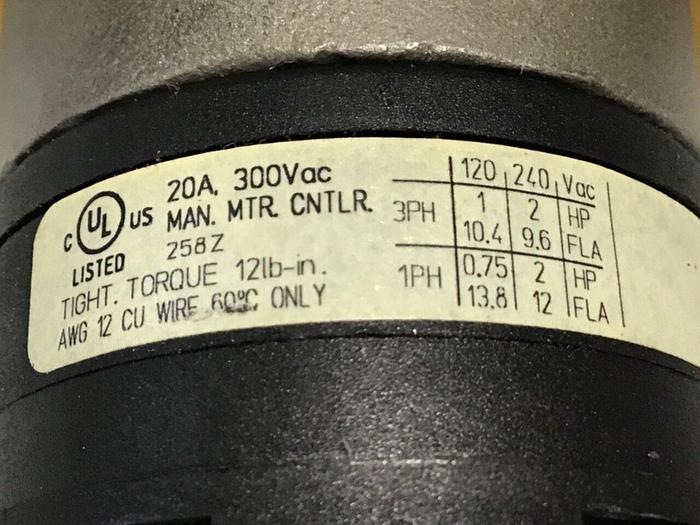 C UL US LISTED
20A, 300Vac
MAN. MTR. CNTLR.
258Z
TIGHT. TORQUE 12lb-in.
AWG 12 CU WIRE 60ºC ONLY
120 240 Vac
3PH 1 2 HP
10.4 9.6 FLA
1PH 0.75 2 HP
13.8 12 FLA